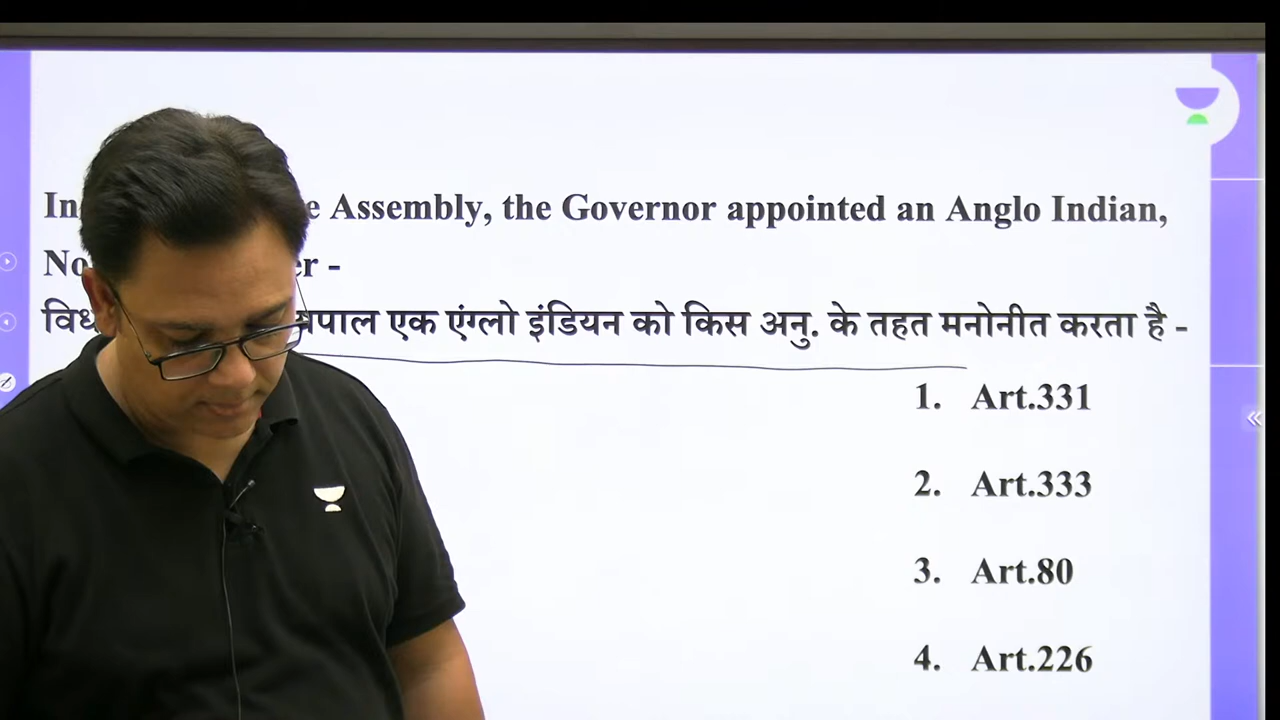 In Assembly, the Governor appointed an Anglo Indian,
-
एक एंग्लो इंडियन को किस अनु. के तहत मनोनीत करता है -
1. Art.331
2. Art.333
3. Art.80
4. Art.226